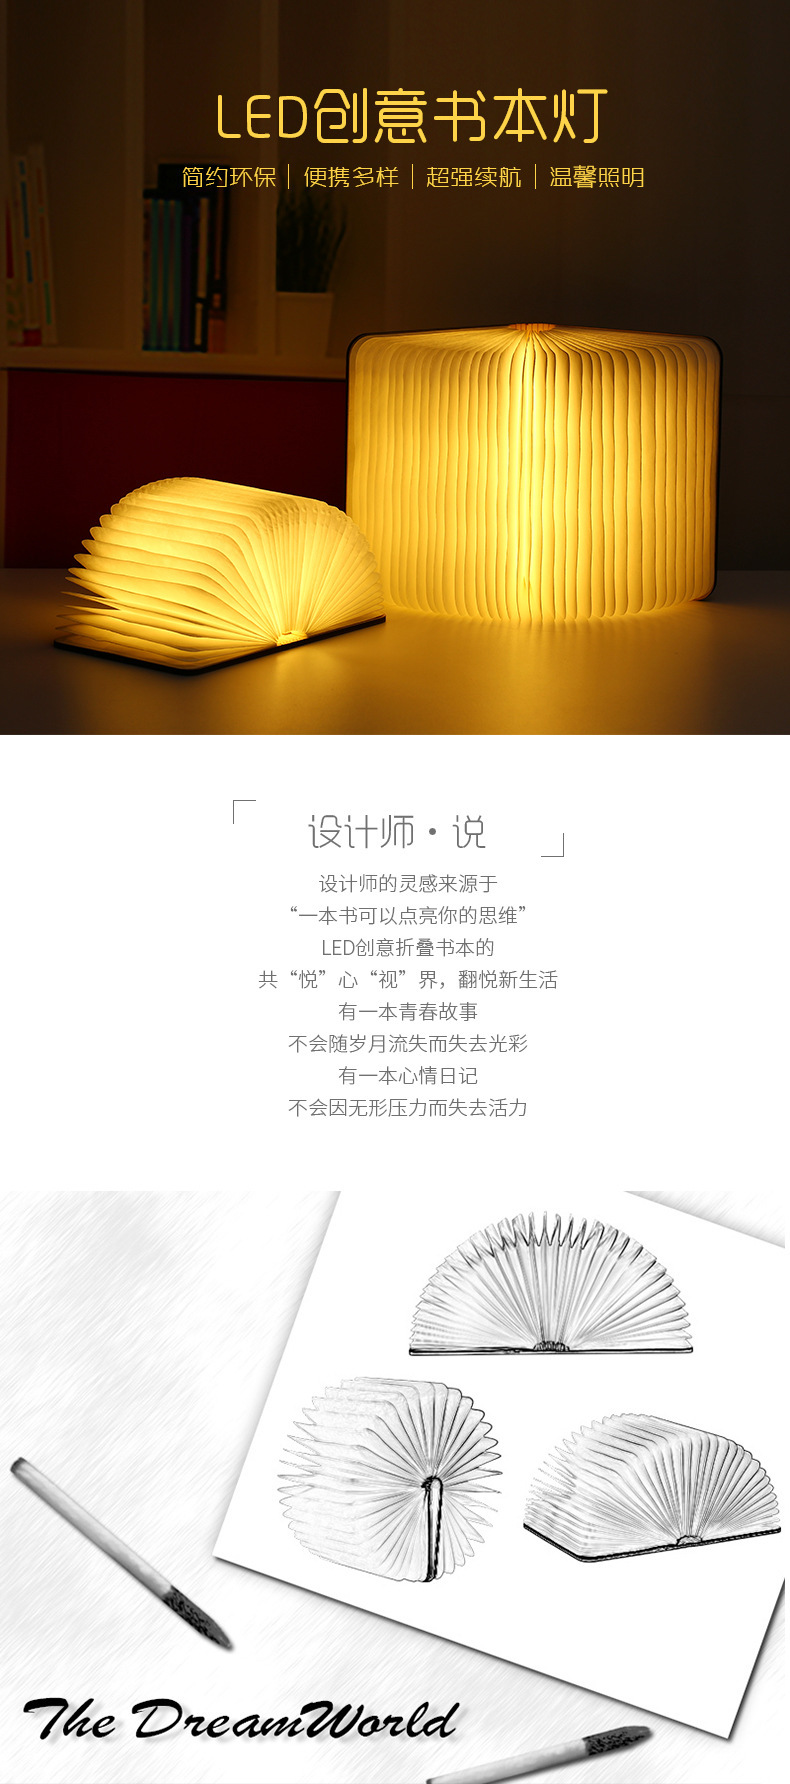 LED创意书本灯
简约环保｜便携多样｜超强续航｜温馨照明
设计师·说
设计师的灵感来源于
“一本书可以点亮你的思维”
LED创意折叠书本的
共“悦”心“视”界，翻悦新生活
有一本青春故事
不会随岁月流失而失去光彩
有一本心情日记
不会因无形压力而失去活力
The DreamWorld